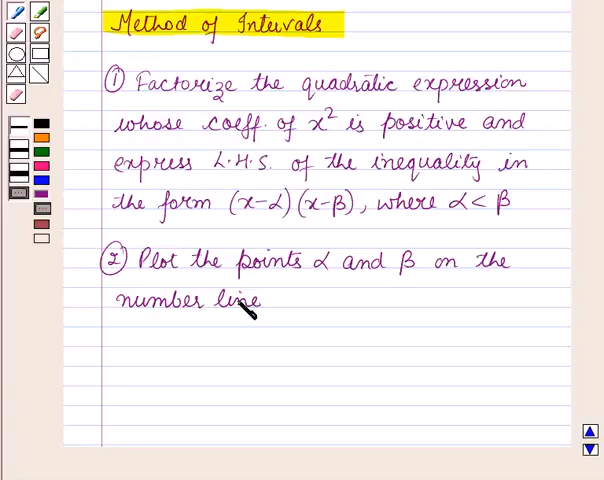 Method of Intervals
① Factorize the quadratic expression
whose coeff. of x² is positive and
express L.H.S. of the inequality in
the form (x-α)(x-β), where α < β
② Plot the points α and β on the
number line